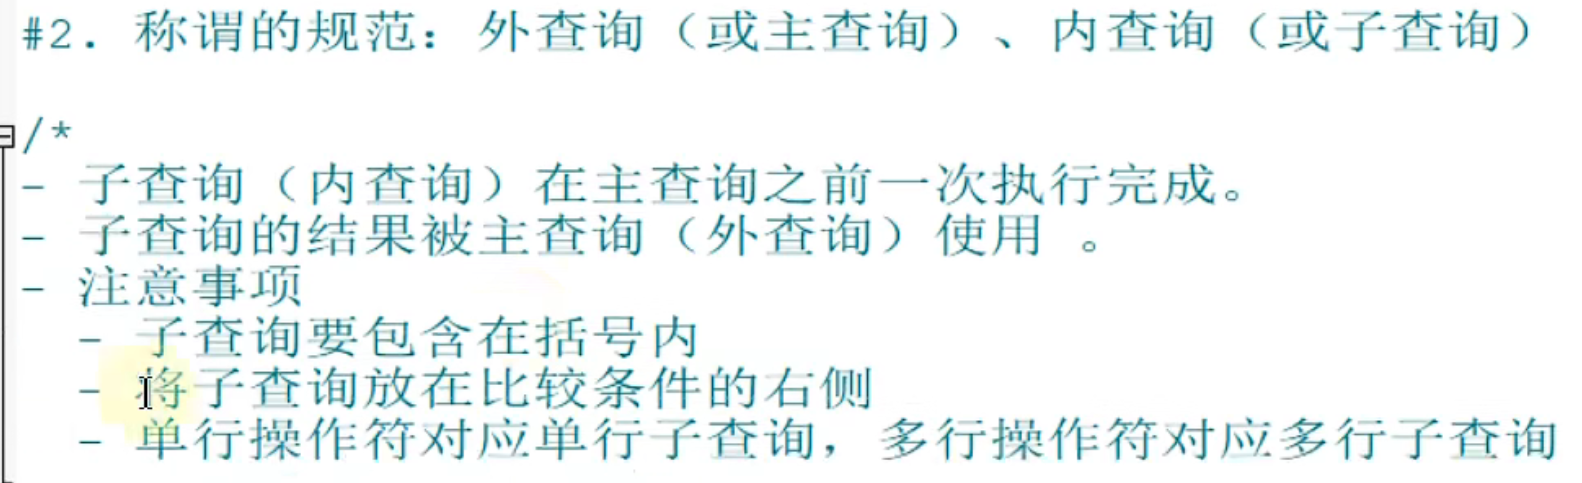 #2. 称谓的规范：外查询（或主查询）、内查询（或子查询）
/*
- 子查询（内查询）在主查询之前一次执行完成。
- 子查询的结果被主查询（外查询）使用 。
- 注意事项
- 子查询要包含在括号内
- 将子查询放在比较条件的右侧
- 单行操作符对应单行子查询，多行操作符对应多行子查询